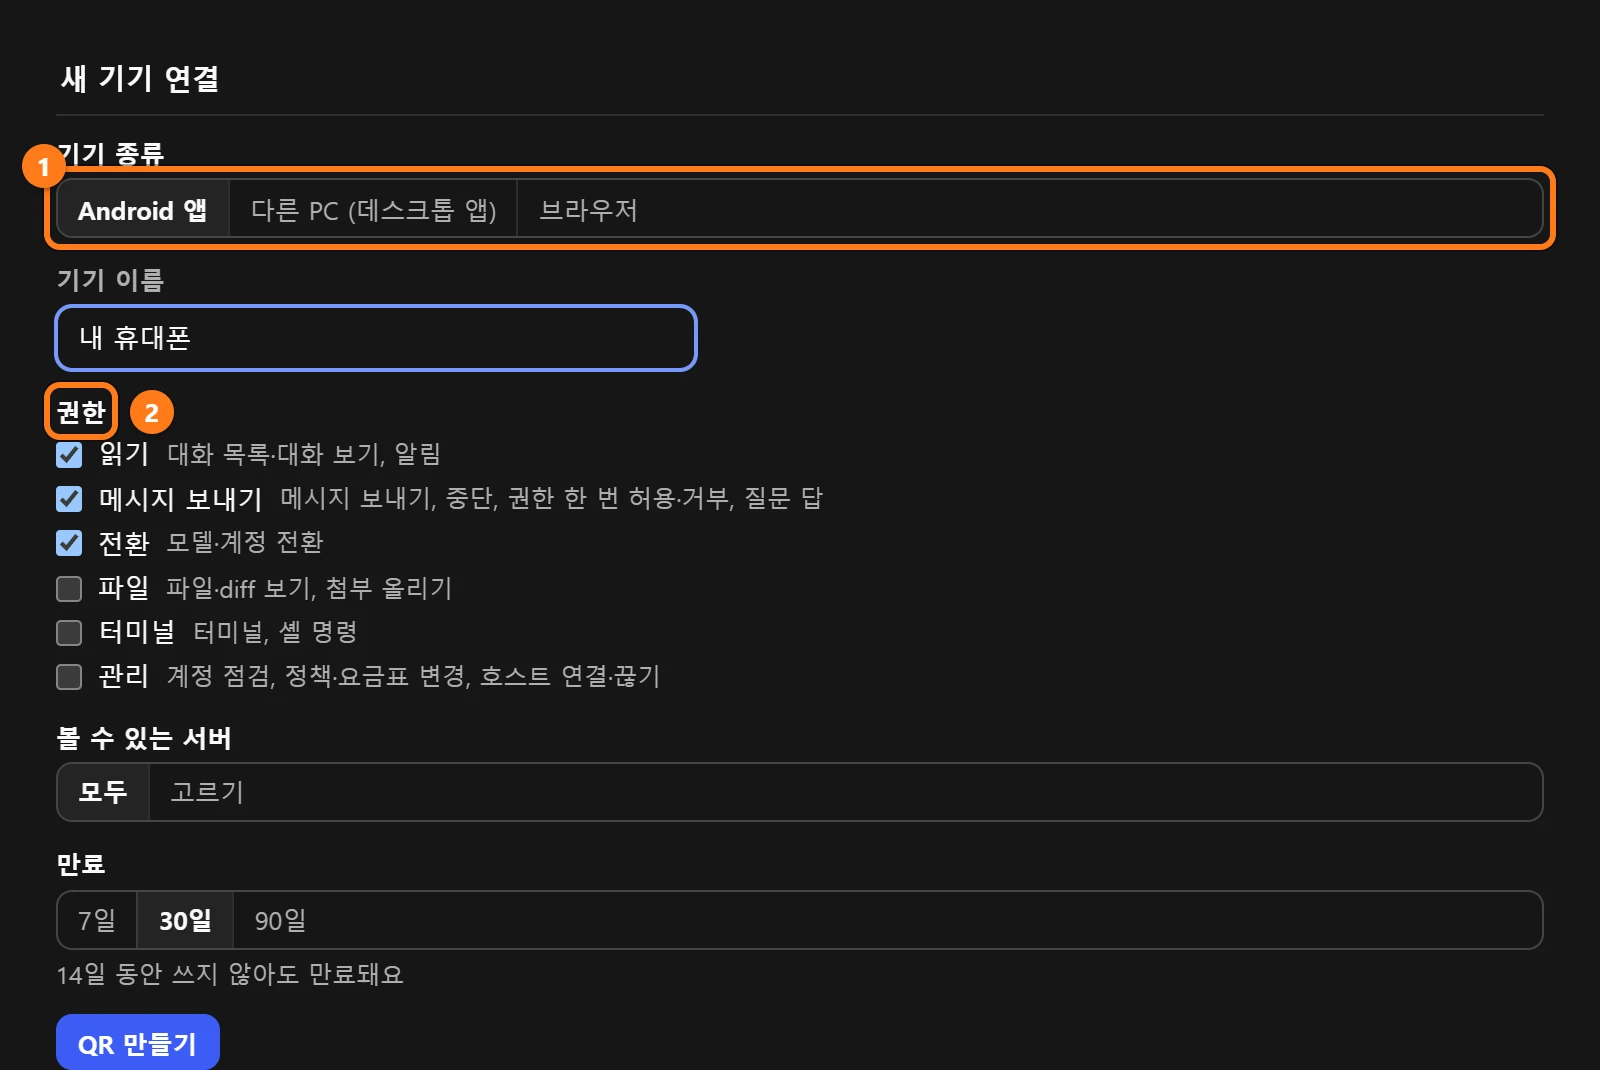 새 기기 연결
기기 종류
1
Android 앱 다른 PC (데스크톱 앱) 브라우저
기기 이름
내 휴대폰
권한 2
읽기 대화 목록·대화 보기, 알림
메시지 보내기 메시지 보내기, 중단, 권한 한 번 허용·거부, 질문 답
전환 모델·계정 전환
파일 파일·diff 보기, 첨부 올리기
터미널 터미널, 셸 명령
관리 계정 점검, 정책·요금표 변경, 호스트 연결·끊기
볼 수 있는 서버
모두 고르기
만료
7일 30일 90일
14일 동안 쓰지 않아도 만료돼요
QR 만들기